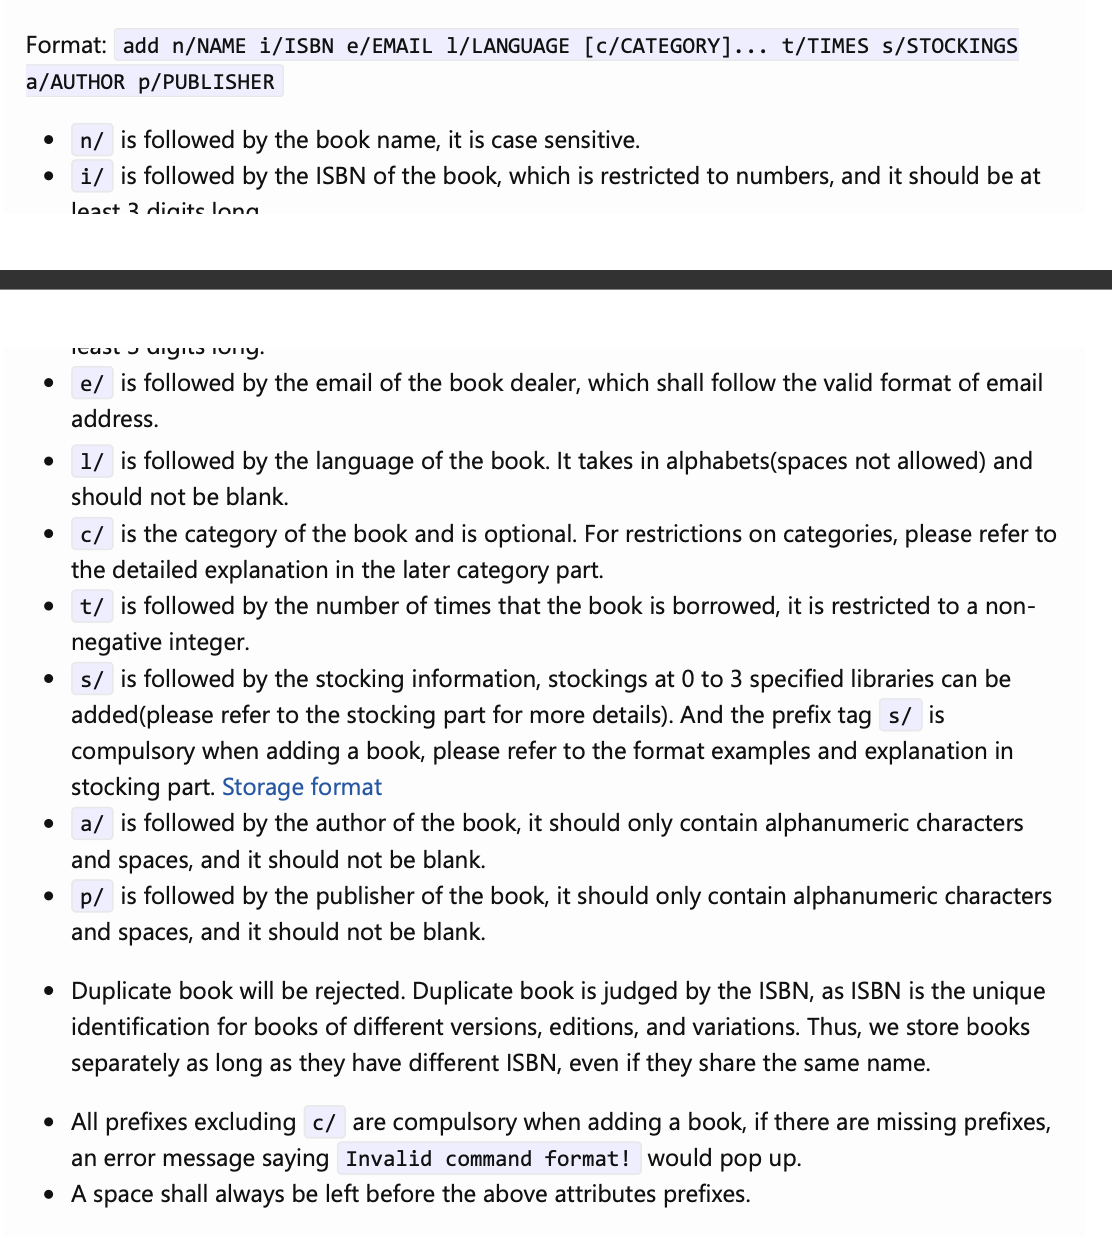 Format: add n/NAME i/ISBN e/EMAIL l/LANGUAGE [c/CATEGORY]... t/TIMES s/STOCKINGS
a/AUTHOR p/PUBLISHER
• n/ is followed by the book name, it is case sensitive.
• i/ is followed by the ISBN of the book, which is restricted to numbers, and it should be at
least 3 digits long
least 3 digits long.
• e/ is followed by the email of the book dealer, which shall follow the valid format of email
address.
• l/ is followed by the language of the book. It takes in alphabets(spaces not allowed) and
should not be blank.
• c/ is the category of the book and is optional. For restrictions on categories, please refer to
the detailed explanation in the later category part.
• t/ is followed by the number of times that the book is borrowed, it is restricted to a non-
negative integer.
• s/ is followed by the stocking information, stockings at 0 to 3 specified libraries can be
added(please refer to the stocking part for more details). And the prefix tag s/ is
compulsory when adding a book, please refer to the format examples and explanation in
stocking part. Storage format
• a/ is followed by the author of the book, it should only contain alphanumeric characters
and spaces, and it should not be blank.
• p/ is followed by the publisher of the book, it should only contain alphanumeric characters
and spaces, and it should not be blank.
• Duplicate book will be rejected. Duplicate book is judged by the ISBN, as ISBN is the unique
identification for books of different versions, editions, and variations. Thus, we store books
separately as long as they have different ISBN, even if they share the same name.
• All prefixes excluding c/ are compulsory when adding a book, if there are missing prefixes,
an error message saying Invalid command format! would pop up.
• A space shall always be left before the above attributes prefixes.